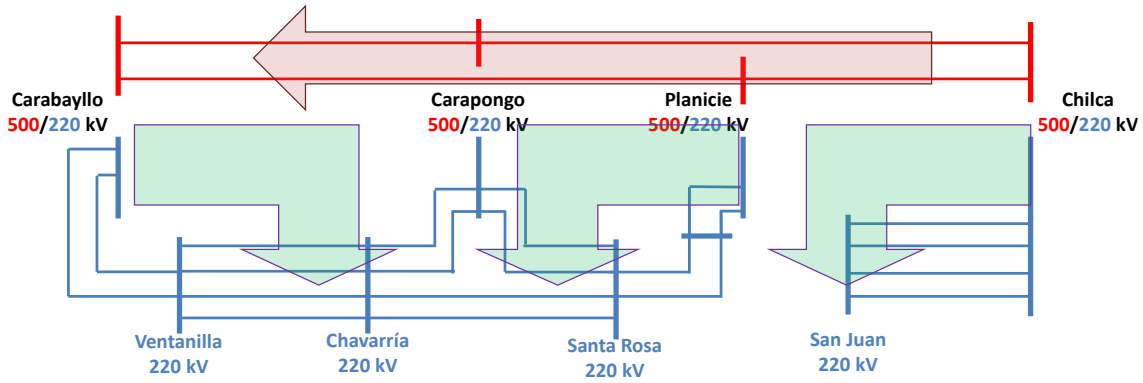 Carabayllo
500/220 kV
Carapongo
500/220 kV
Planicie
500/220 kV
Chilca
500/220 kV
Ventanilla
220 kV
Chavarría
220 kV
Santa Rosa
220 kV
San Juan
220 kV